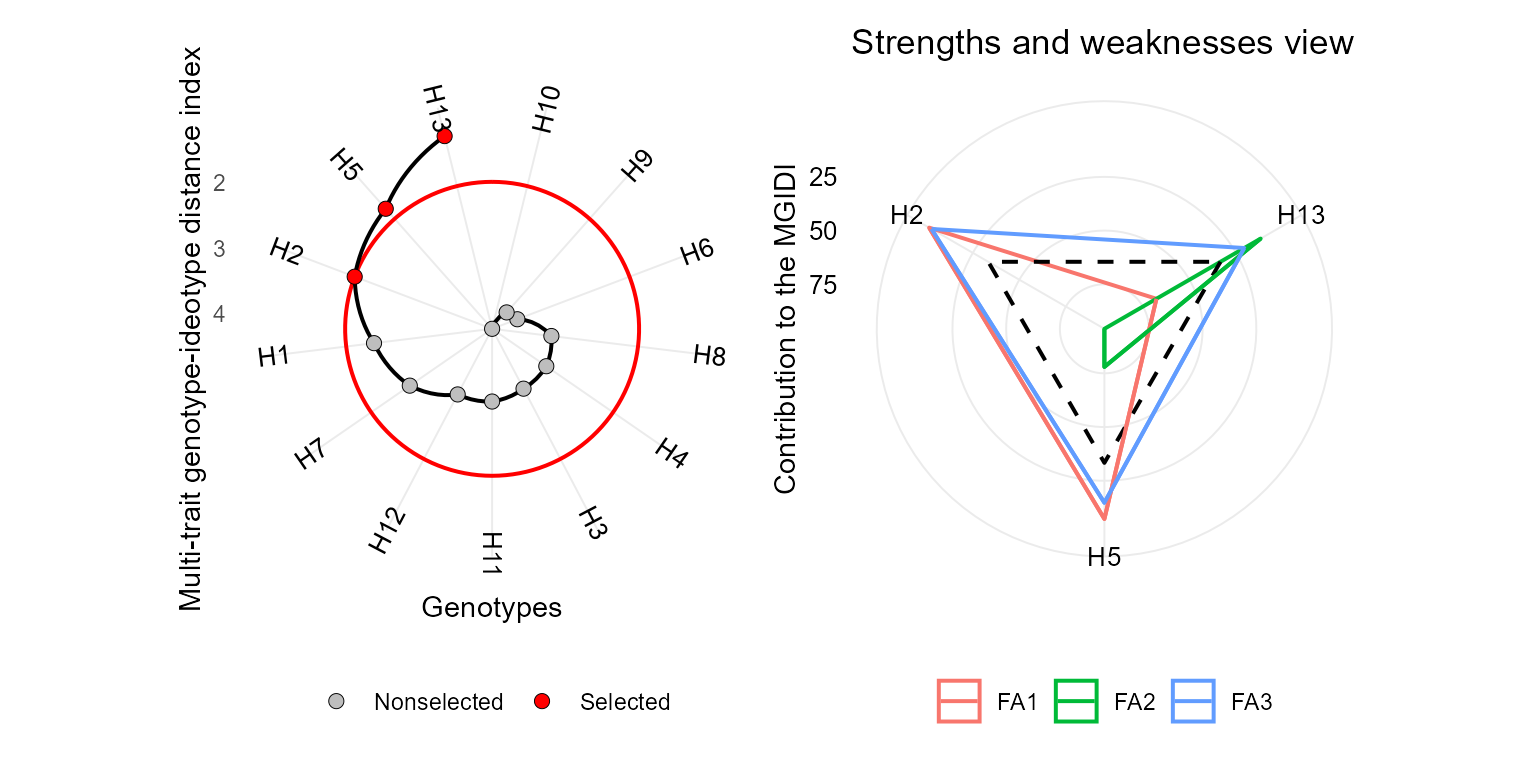 Strengths and weaknesses view
Multi-trait genotype-ideotype distance index
2
3
4
H13
H10
H9
H6
H8
H4
H3
H11
H12
H7
H1
H2
H5
Genotypes
Nonselected
Selected
Contribution to the MGIDI
25
50
75
H2
H13
H5
FA1
FA2
FA3